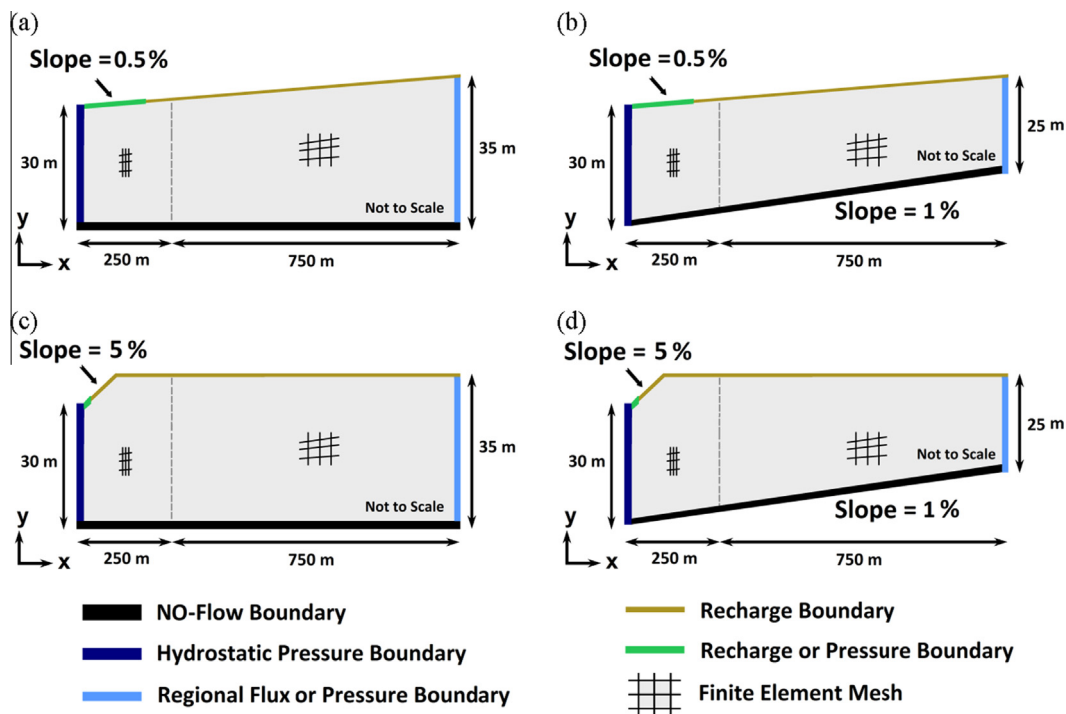 (a)
Slope = 0.5 %
30 m
35 m
Not to Scale
y
x
250 m
750 m
(b)
Slope = 0.5 %
30 m
25 m
Not to Scale
Slope = 1 %
y
x
250 m
750 m
(c)
Slope = 5 %
30 m
35 m
Not to Scale
y
x
250 m
750 m
(d)
Slope = 5 %
30 m
25 m
Not to Scale
Slope = 1 %
y
x
250 m
750 m
NO-Flow Boundary
Hydrostatic Pressure Boundary
Regional Flux or Pressure Boundary
Recharge Boundary
Recharge or Pressure Boundary
Finite Element Mesh